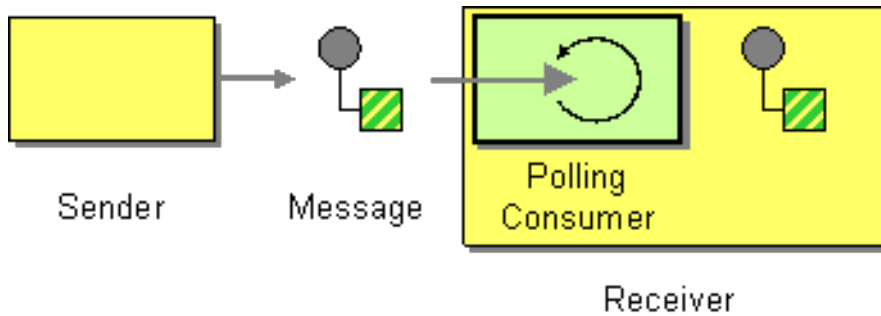 Sender
Message
Polling
Consumer
Receiver